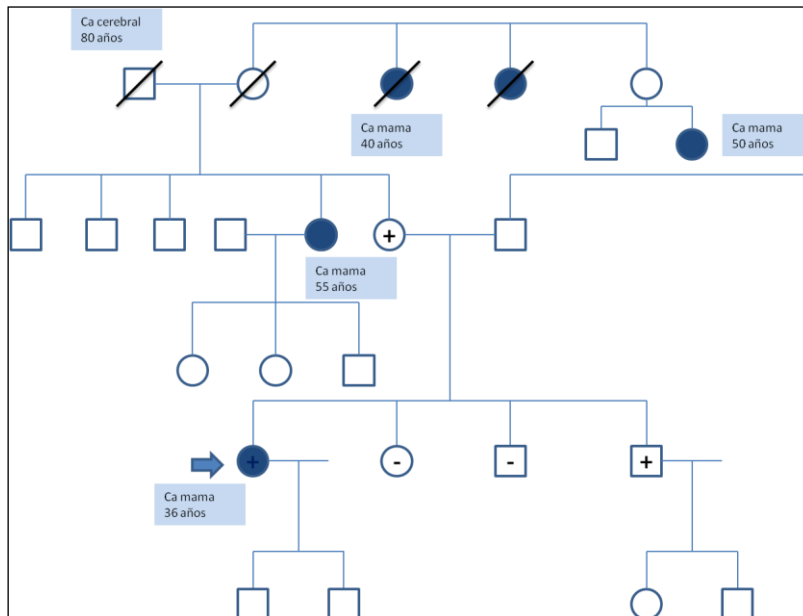 Ca cerebral
80 años
Ca mama
40 años
Ca mama
50 años
+
Ca mama
55 años
+
-
-
+
Ca mama
36 años